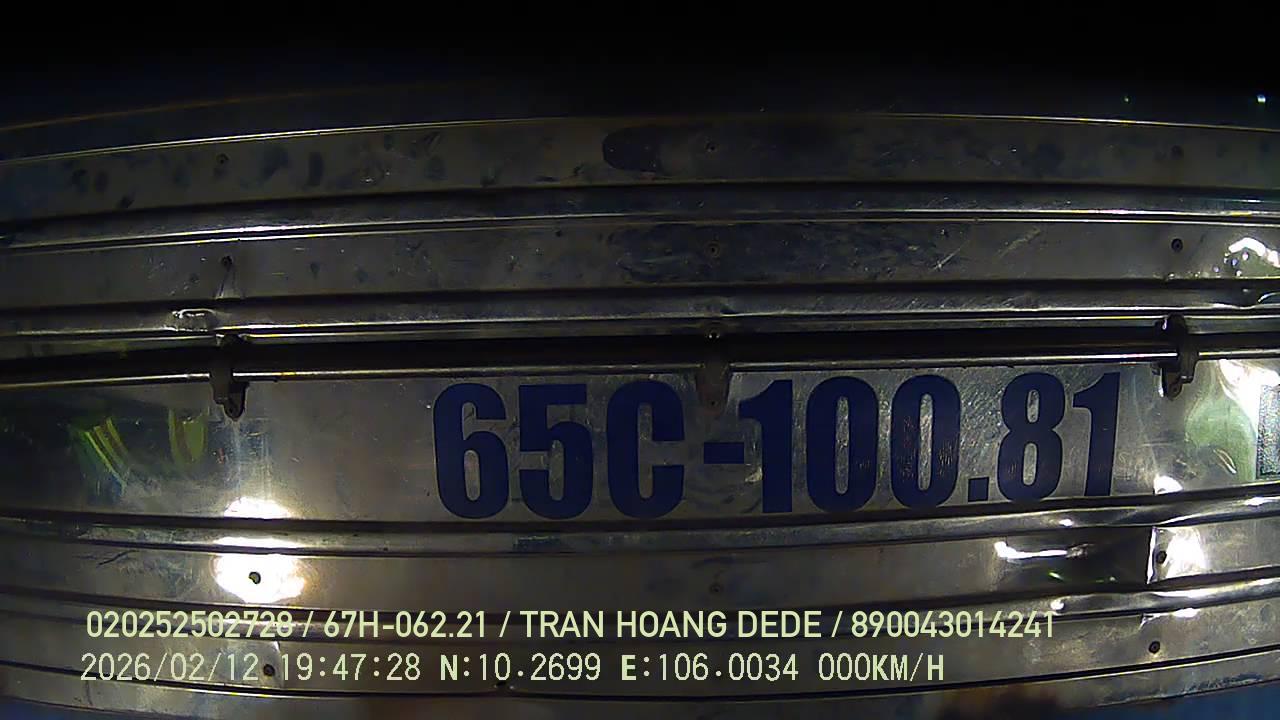 65C-100.81
020252502728 / 67H-062.21 / TRAN HOANG DEDE / 890043014241
2026/02/12 19:47:28 N:10.2699 E:106.0034 000KM/H